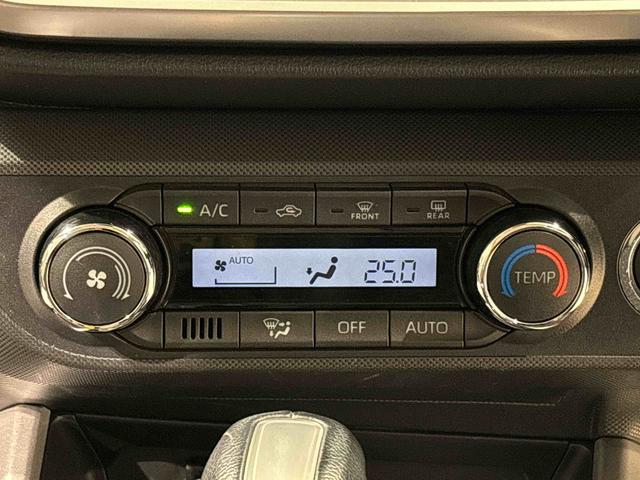 A/C FRONT REAR
AUTO 25.0 TEMP
OFF AUTO